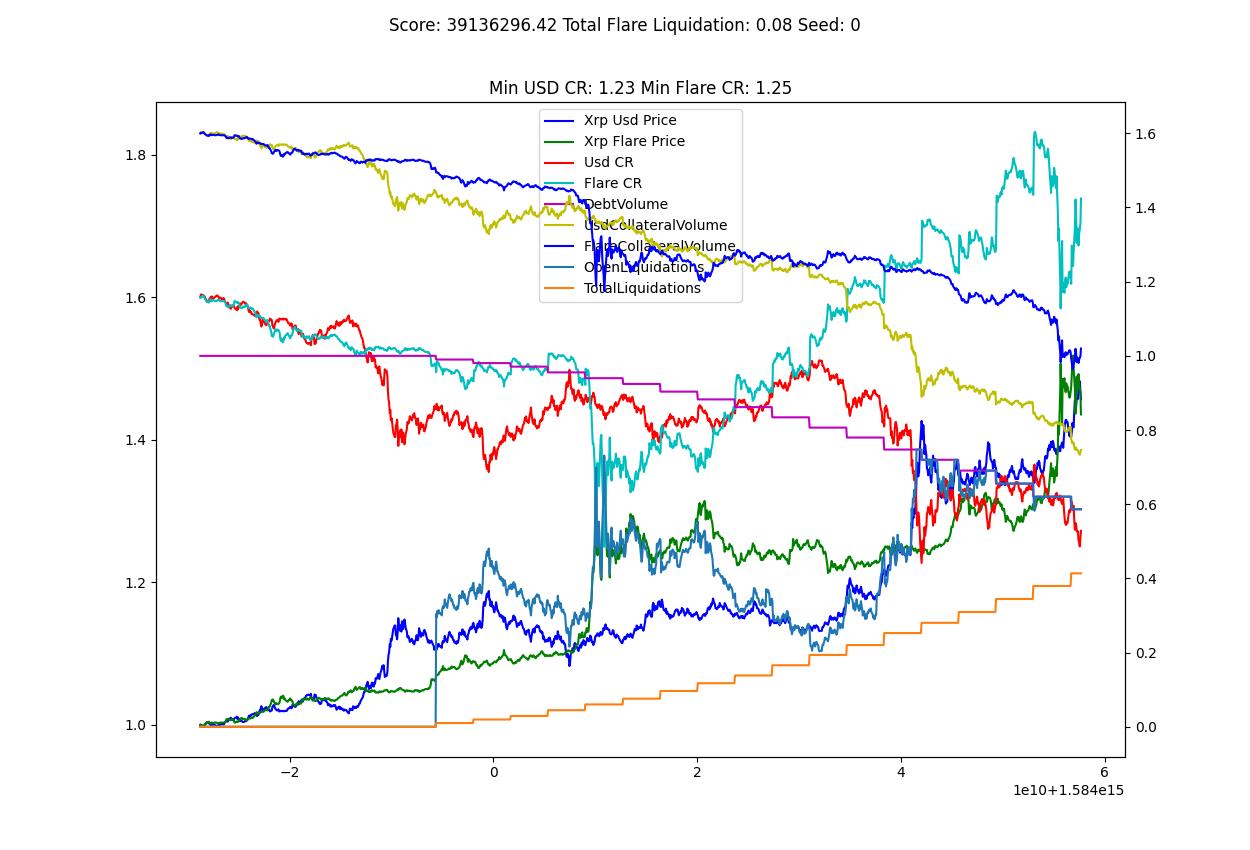 Score: 39136296.42 Total Flare Liquidation: 0.08 Seed: 0
Min USD CR: 1.23 Min Flare CR: 1.25
Xrp Usd Price
Xrp Flare Price
Usd CR
Flare CR
DebtVolume
UsdCollateralVolume
FlareCollateralVolume
OpenLiquidations
TotalLiquidations
1.8
1.6
1.4
1.2
1.0
1.6
1.4
1.2
1.0
0.8
0.6
0.4
0.2
0.0
−2
0
2
4
6
1e10+1.584e15